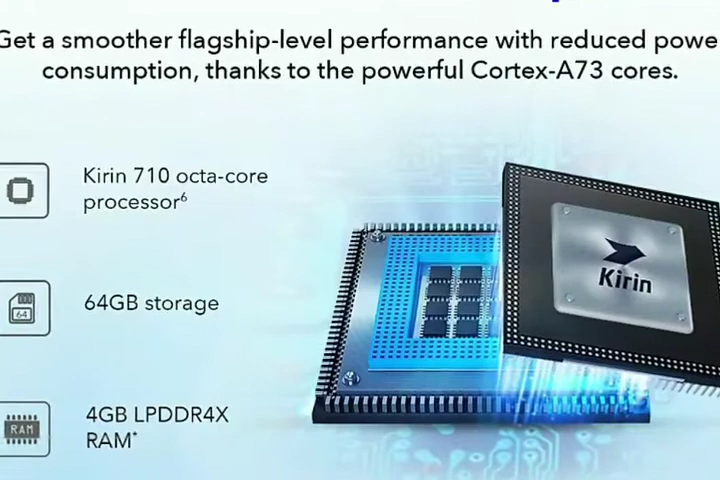 Get a smoother flagship-level performance with reduced powe
consumption, thanks to the powerful Cortex-A73 cores.
Kirin 710 octa-core
processor⁶
64GB storage
64
4GB LPDDR4X
RAM*
RAM
Kirin